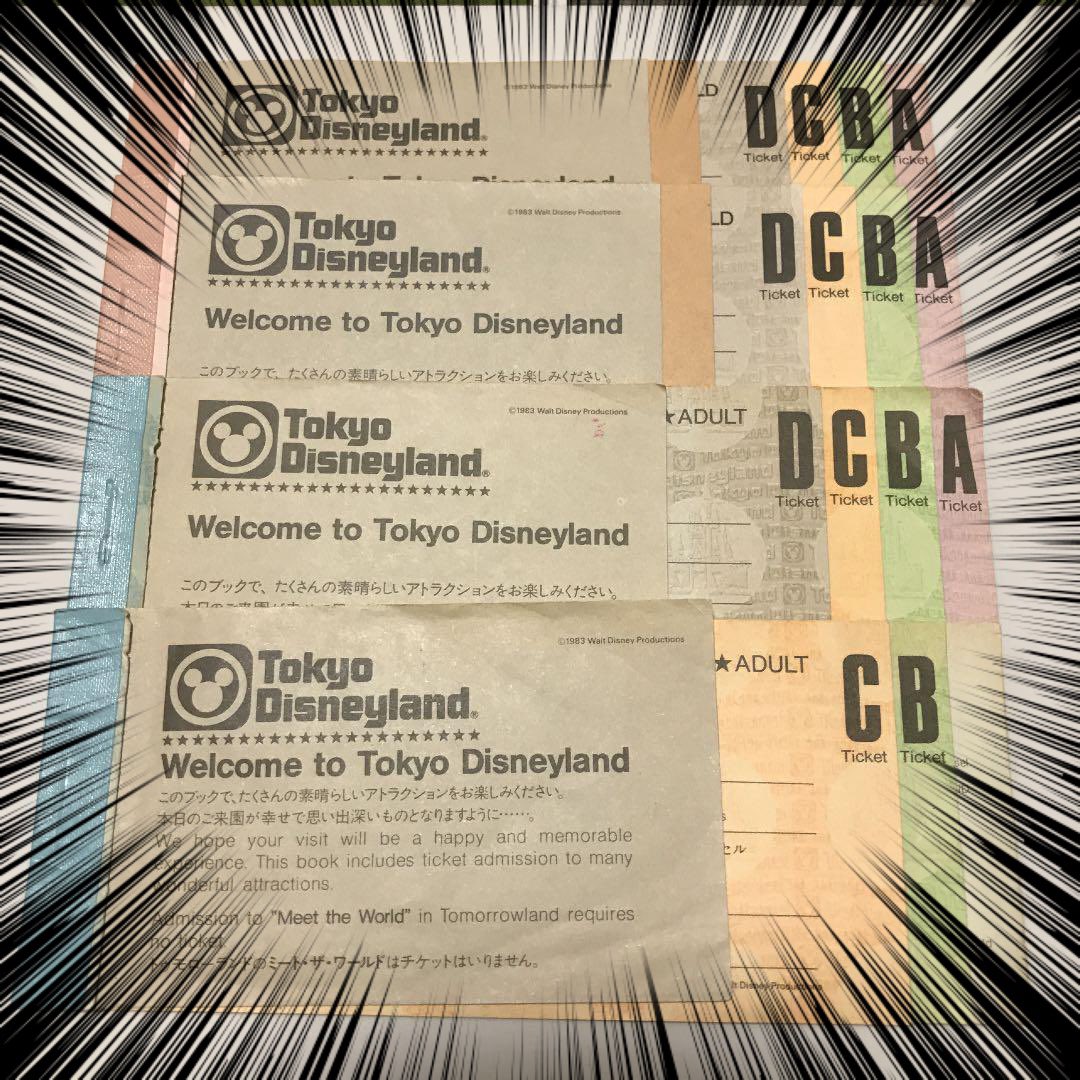 Tokyo
Disneyland®
©1983 Walt Disney Productions
LD
D C B A
Ticket Ticket Ticket Ticket
Tokyo
Disneyland®
★★★★★★★★★★★★★★★★★★★★
©1983 Walt Disney Productions
LD
D C B A
Ticket Ticket Ticket Ticket
Welcome to Tokyo Disneyland
このブックで、たくさんの素晴らしいアトラクションをお楽しみください。
Tokyo
Disneyland®
★★★★★★★★★★★★★★★★★★★★
©1983 Walt Disney Productions
★ADULT
D C B A
Ticket Ticket Ticket Ticket
Welcome to Tokyo Disneyland
このブックで、たくさんの素晴らしいアトラクションをお楽しみください。
Tokyo
Disneyland®
★★★★★★★★★★★★★★★★★★★★
©1983 Walt Disney Productions
★ADULT
C B
Ticket Ticket
Welcome to Tokyo Disneyland
このブックで、たくさんの素晴らしいアトラクションをお楽しみください。
本日のご来園が幸せで思い出深いものとなりますように……。
We hope your visit will be a happy and memorable
experience. This book includes ticket admission to many
wonderful attractions.
Admission to "Meet the World" in Tomorrowland requires
no ticket.
トゥモローランドのミート・ザ・ワールドはチケットはいりません。
セル
lt Disney Productions